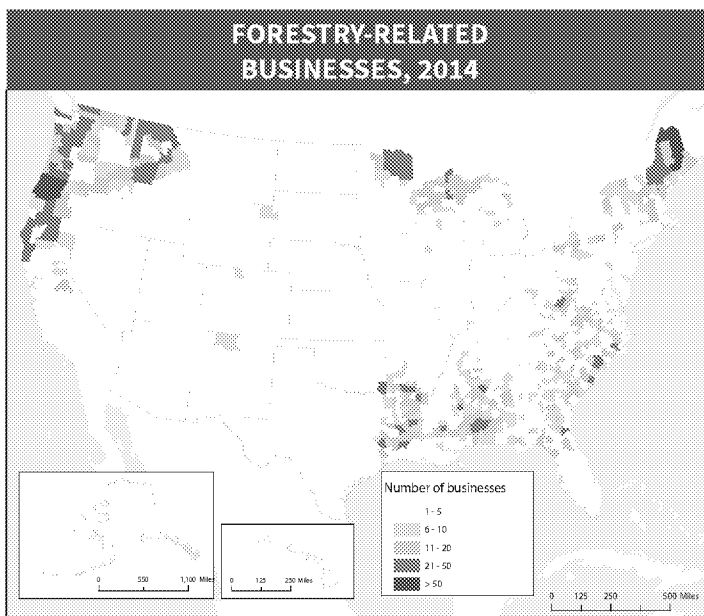 FORESTRY-RELATED
BUSINESSES, 2014
Number of businesses
1 - 5
6 - 10
11 - 20
21 - 50
> 50
0 550 1,100 Miles
0 125 250 Miles
0 125 250 500 Miles